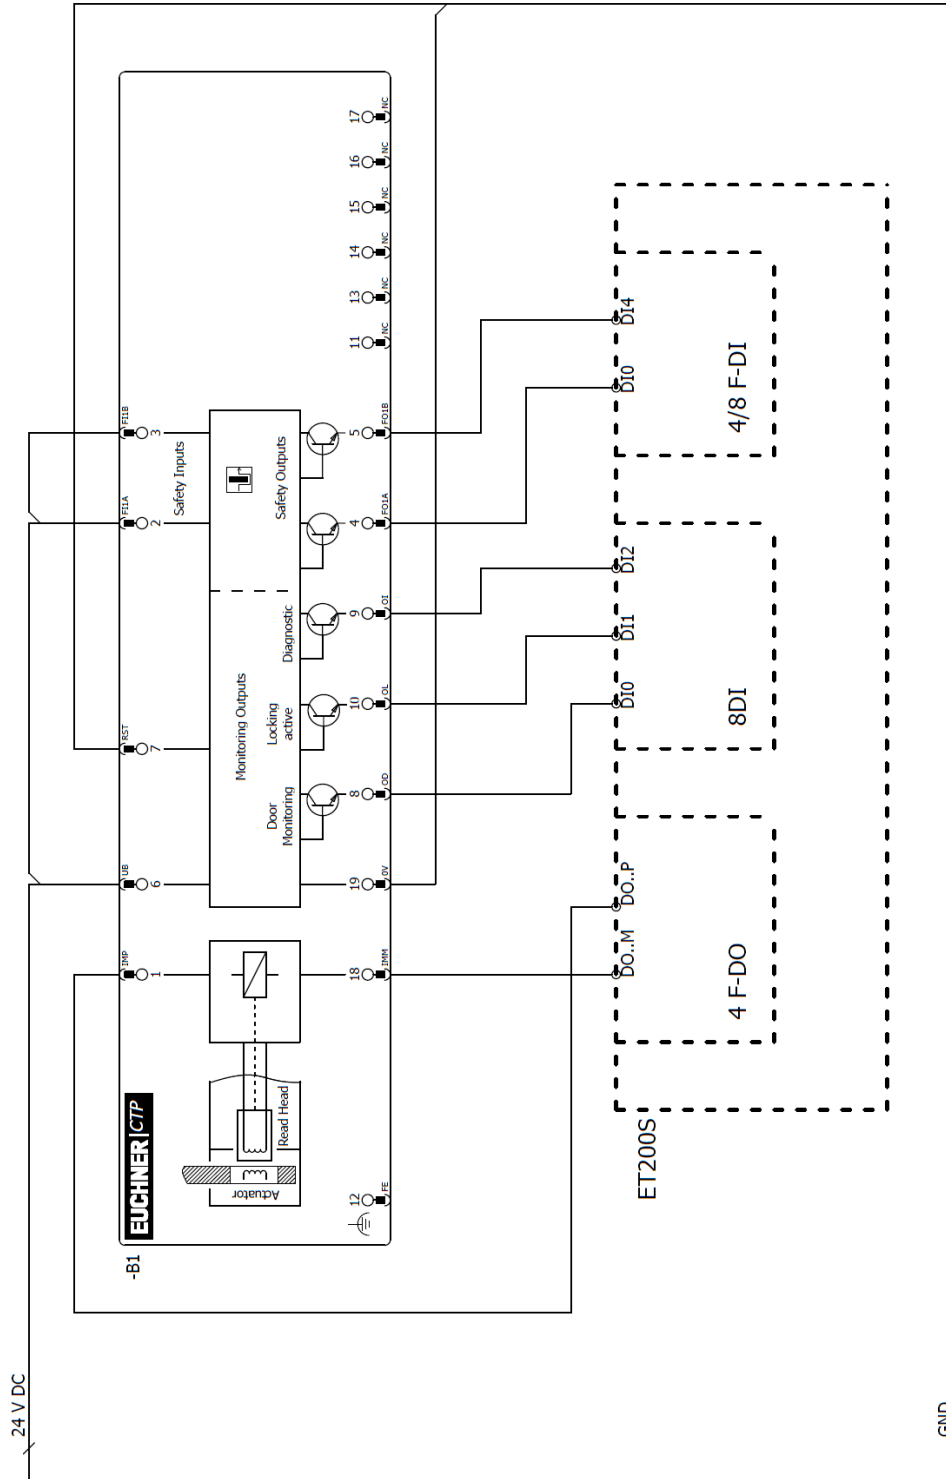 24 V DC
GND
-B1
EUCHNER CTP
Actuator
Read Head
12 FE
IMP 1
UB 6
RST 7
FI1A 2
FI1B 3
Safety Inputs
Monitoring Outputs
Door
Monitoring
Locking
active
Diagnostic
Safety Outputs
18 IMM
19 0V
8 OD
10 OL
9 OI
4 FO1A
5 FO1B
11 NC
13 NC
14 NC
15 NC
16 NC
17 NC
ET200S
DO..M
DO..P
4 F-DO
DI0
DI1
DI2
8DI
DI0
DI4
4/8 F-DI